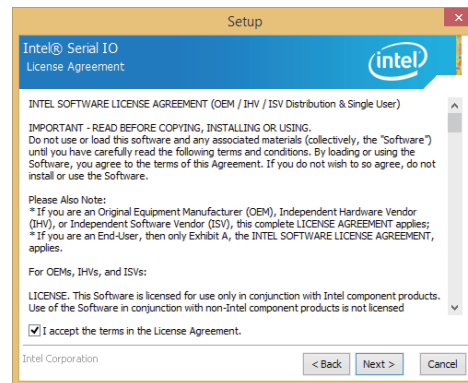 Setup
Intel® Serial IO
License Agreement
intel
INTEL SOFTWARE LICENSE AGREEMENT (OEM / IHV / ISV Distribution & Single User)
IMPORTANT - READ BEFORE COPYING, INSTALLING OR USING.
Do not use or load this software and any associated materials (collectively, the "Software")
until you have carefully read the following terms and conditions. By loading or using the
Software, you agree to the terms of this Agreement. If you do not wish to so agree, do not
install or use the Software.
Please Also Note:
* If you are an Original Equipment Manufacturer (OEM), Independent Hardware Vendor
(IHV), or Independent Software Vendor (ISV), this complete LICENSE AGREEMENT applies;
* If you are an End-User, then only Exhibit A, the INTEL SOFTWARE LICENSE AGREEMENT,
applies.
For OEMs, IHVs, and ISVs:
LICENSE. This Software is licensed for use only in conjunction with Intel component products.
Use of the Software in conjunction with non-Intel component products is not licensed
I accept the terms in the License Agreement.
Intel Corporation
< Back Next > Cancel